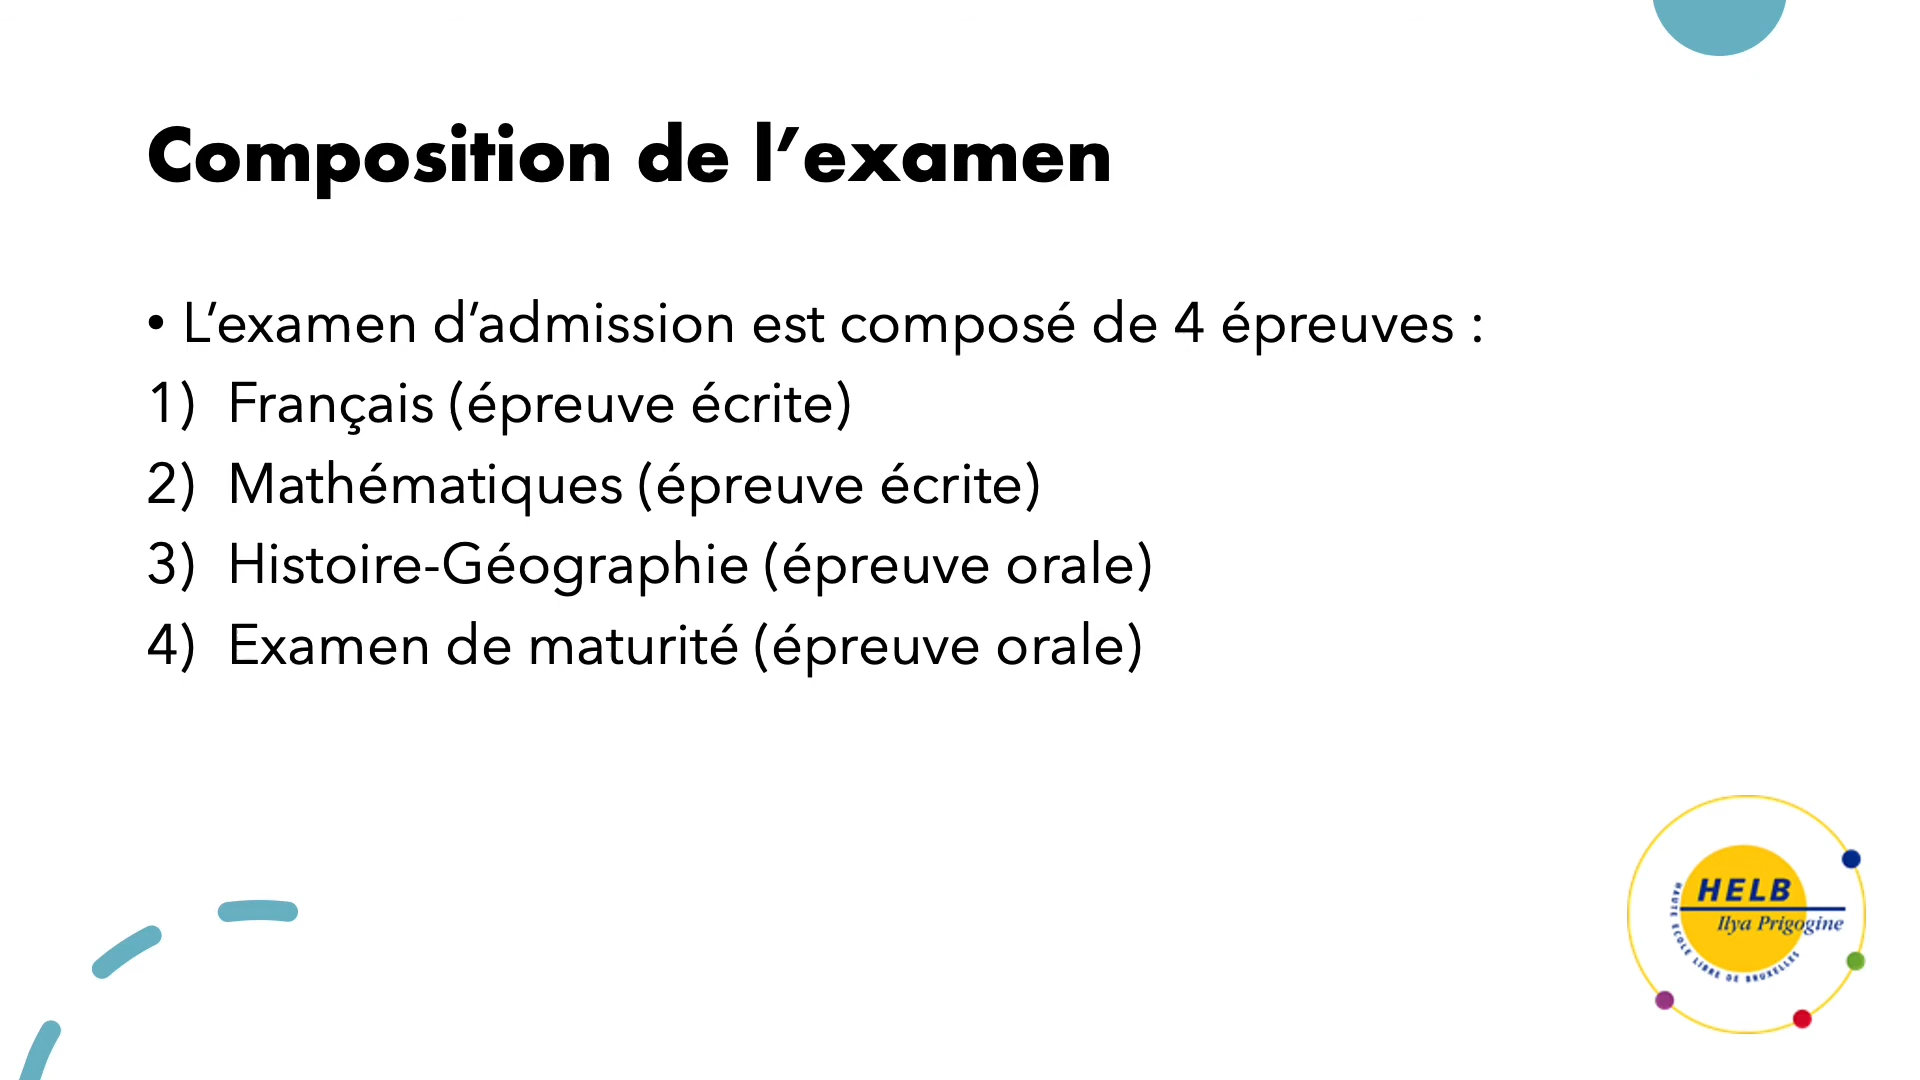 Composition de l’examen
• L’examen d’admission est composé de 4 épreuves :
1) Français (épreuve écrite)
2) Mathématiques (épreuve écrite)
3) Histoire-Géographie (épreuve orale)
4) Examen de maturité (épreuve orale)
HELB
Ilya Prigogine
HAUTE ECOLE LIBRE DE BRUXELLES